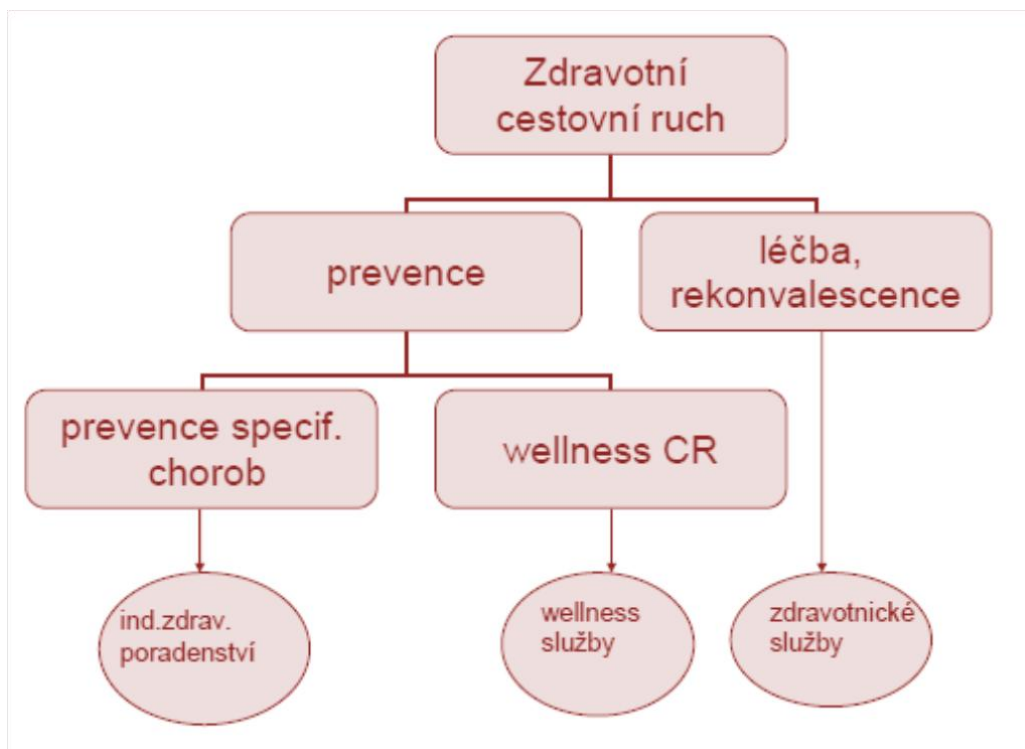 Zdravotní
cestovní ruch
prevence
léčba,
rekonvalescence
prevence specif.
chorob
wellness CR
ind.zdrav.
poradenství
wellness
služby
zdravotnické
služby